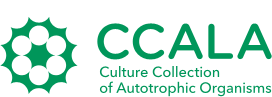 CCALA
Culture Collection
of Autotrophic Organisms